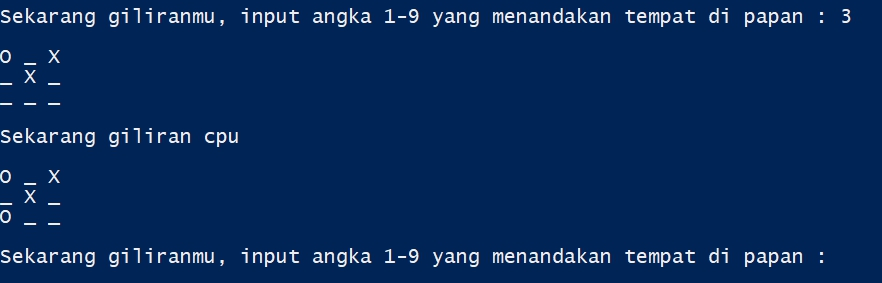 Sekarang giliranmu, input angka 1-9 yang menandakan tempat di papan : 3
O _ X
_ X _
_ _ _
Sekarang giliran cpu
O _ X
_ X _
O _ _
Sekarang giliranmu, input angka 1-9 yang menandakan tempat di papan :